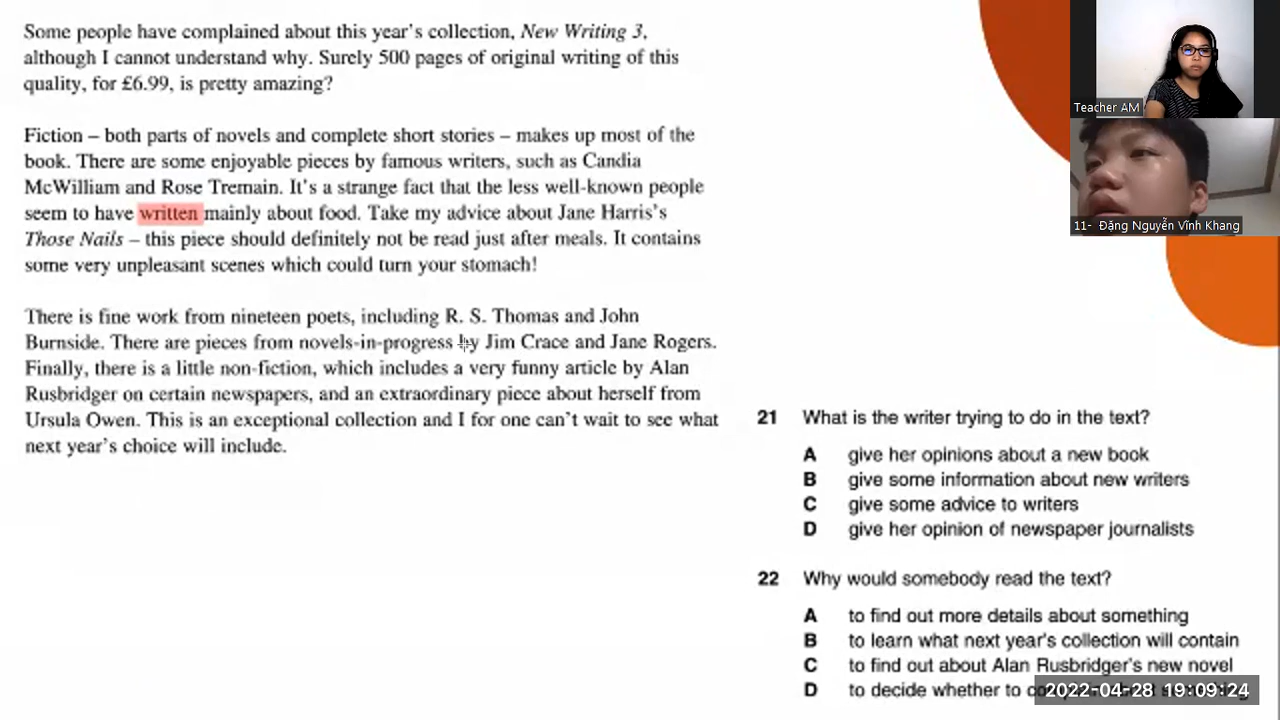 Some people have complained about this year's collection, New Writing 3,
although I cannot understand why. Surely 500 pages of original writing of this
quality, for £6.99, is pretty amazing?
Fiction – both parts of novels and complete short stories – makes up most of the
book. There are some enjoyable pieces by famous writers, such as Candia
McWilliam and Rose Tremain. It's a strange fact that the less well-known people
seem to have written mainly about food. Take my advice about Jane Harris's
Those Nails – this piece should definitely not be read just after meals. It contains
some very unpleasant scenes which could turn your stomach!
There is fine work from nineteen poets, including R. S. Thomas and John
Burnside. There are pieces from novels-in-progress by Jim Crace and Jane Rogers.
Finally, there is a little non-fiction, which includes a very funny article by Alan
Rusbridger on certain newspapers, and an extraordinary piece about herself from
Ursula Owen. This is an exceptional collection and I for one can't wait to see what
next year's choice will include.
21 What is the writer trying to do in the text?
A give her opinions about a new book
B give some information about new writers
C give some advice to writers
D give her opinion of newspaper journalists
22 Why would somebody read the text?
A to find out more details about something
B to learn what next year's collection will contain
C to find out about Alan Rusbridger's new novel
D to decide whether to
Teacher AM
11- Đặng Nguyễn Vĩnh Khang
2022-04-28 19:09:24